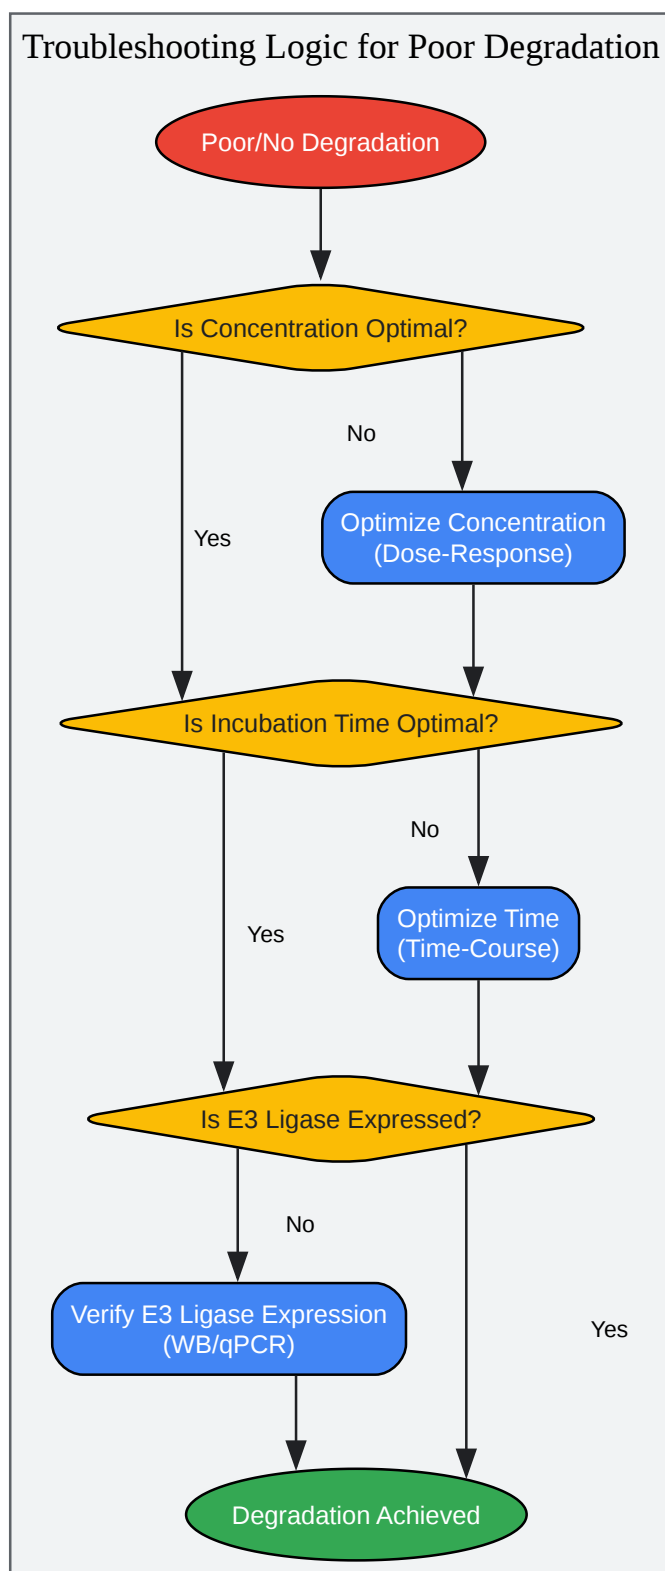 Troubleshooting Logic for Poor Degradation
Poor/No Degradation
Is Concentration Optimal?
No
Optimize Concentration
(Dose-Response)
Yes
Is Incubation Time Optimal?
No
Optimize Time
(Time-Course)
Yes
Is E3 Ligase Expressed?
No
Verify E3 Ligase Expression
(WB/qPCR)
Yes
Degradation Achieved